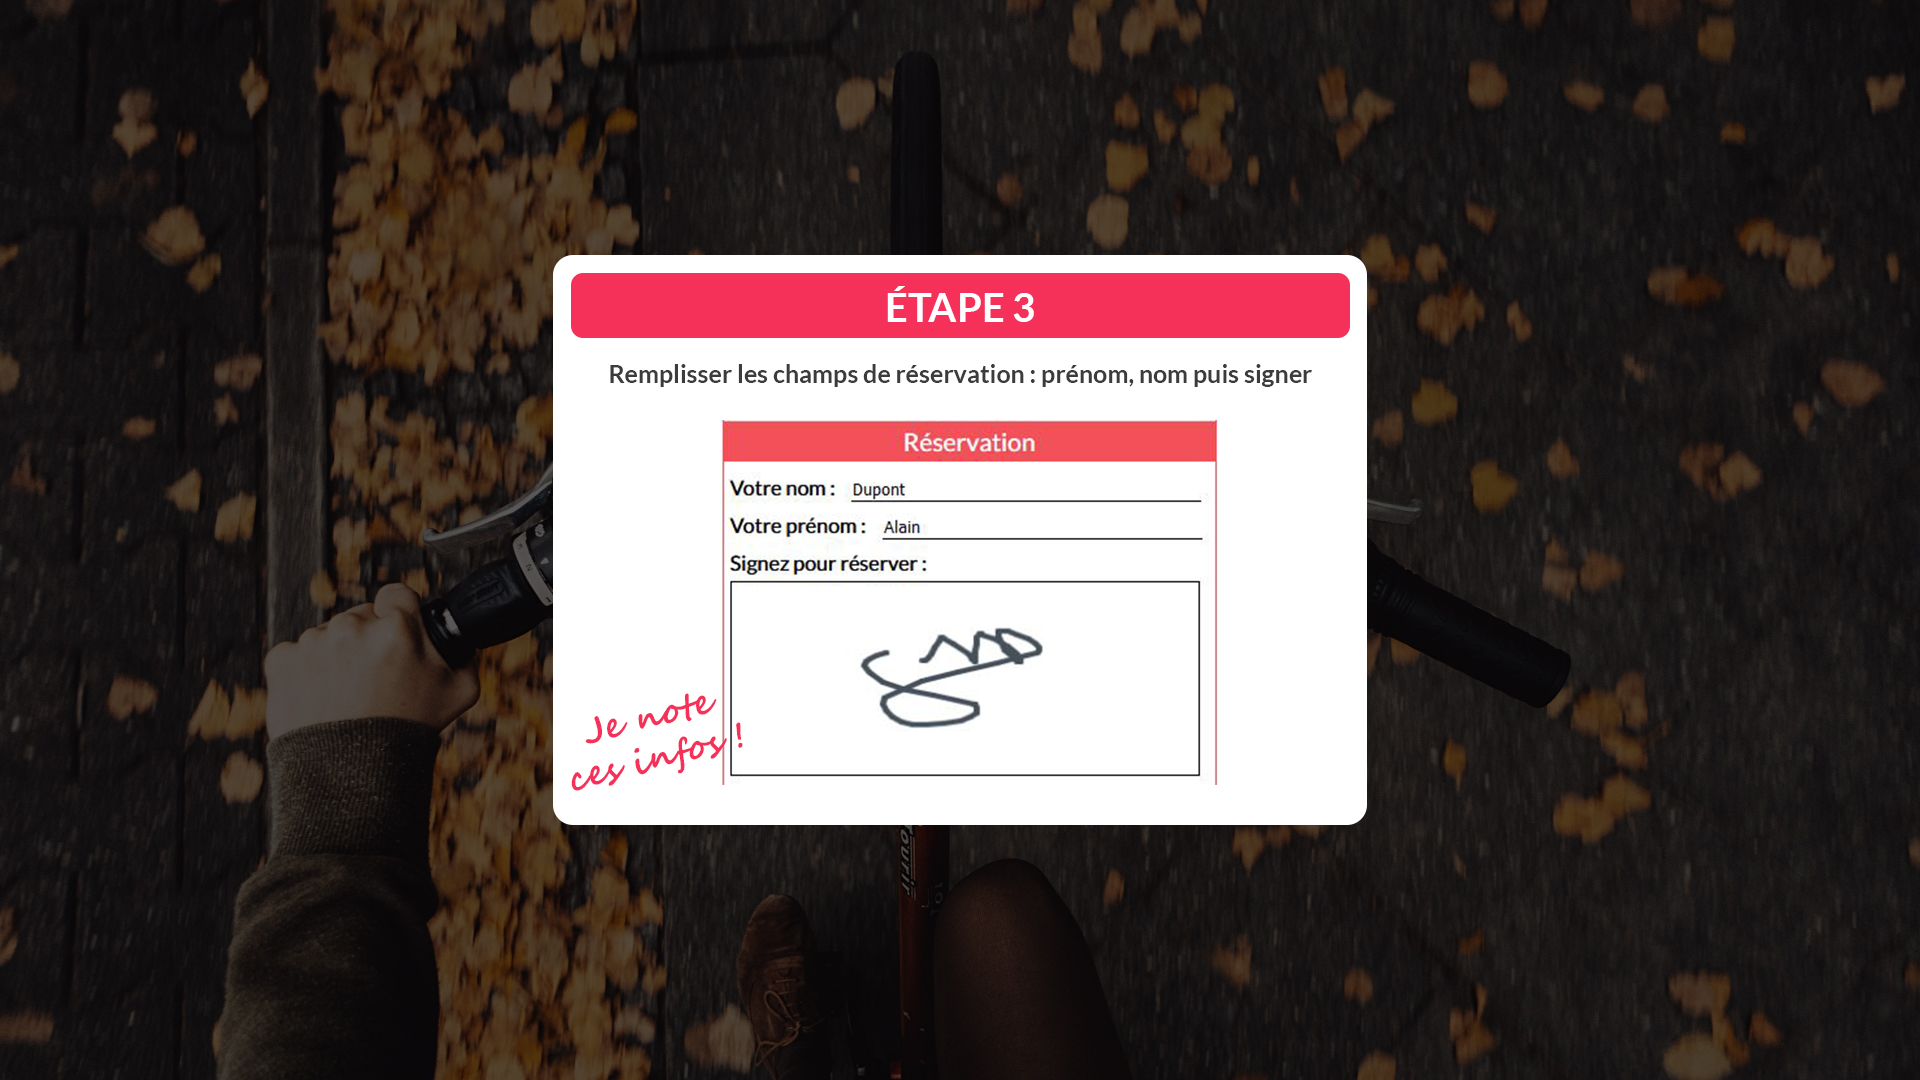 ÉTAPE 3
Remplisser les champs de réservation : prénom, nom puis signer
Réservation
Votre nom : Dupont
Votre prénom : Alain
Signez pour réserver :
Je note
ces infos !